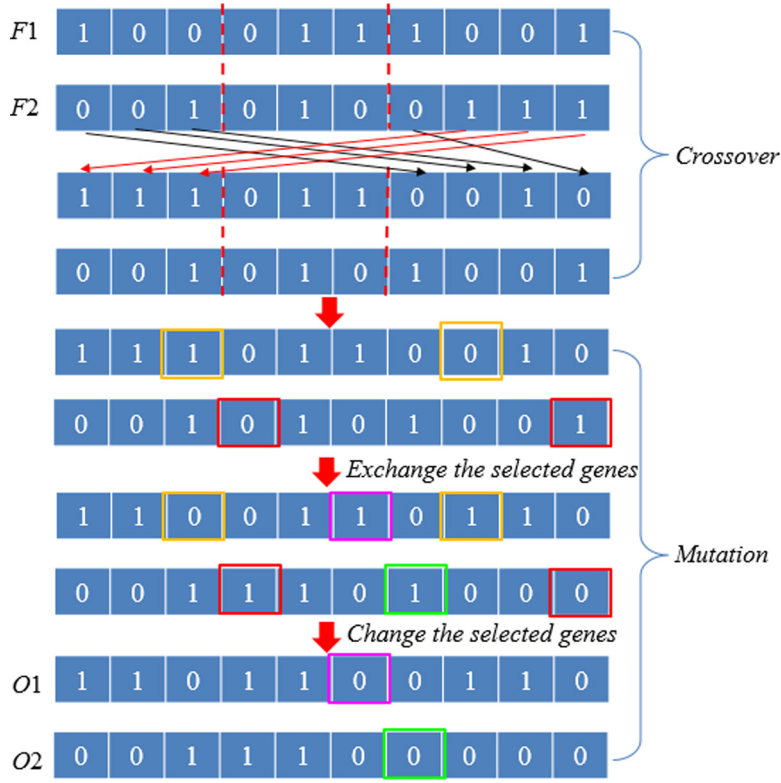 F1 1 0 0 0 1 1 1 0 0 1
F2 0 0 1 0 1 0 0 1 1 1
Crossover
1 1 1 0 1 1 0 0 1 0
0 0 1 0 1 0 1 0 0 1
1 1 1 0 1 1 0 0 1 0
0 0 1 0 1 0 1 0 0 1
Exchange the selected genes
1 1 0 0 1 1 0 1 1 0
Mutation
0 0 1 1 1 0 1 0 0 0
Change the selected genes
O1 1 1 0 1 1 0 0 1 1 0
O2 0 0 1 1 1 0 0 0 0 0